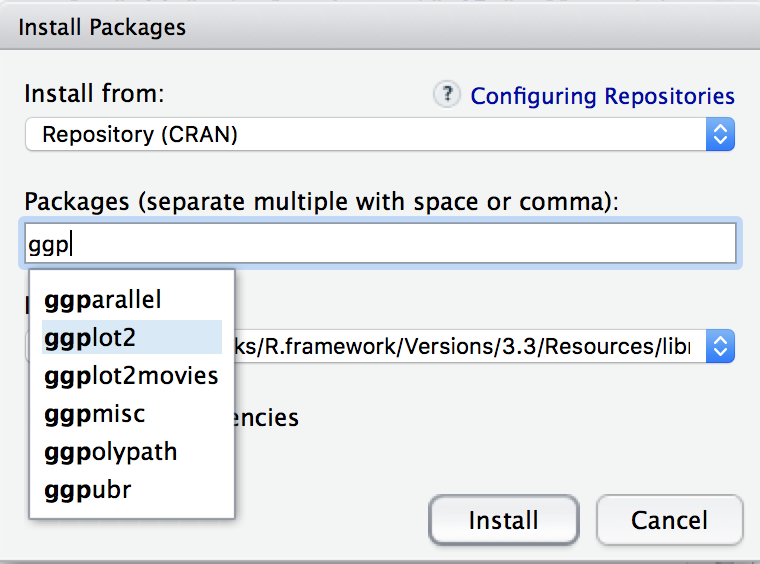 Install Packages
Install from:
? Configuring Repositories
Repository (CRAN)
Packages (separate multiple with space or comma):
ggp
ggparallel
ggplot2
ks/R.framework/Versions/3.3/Resources/libr
ggplot2movies
ggpmisc
encies
ggpolypath
ggpubr
Install
Cancel